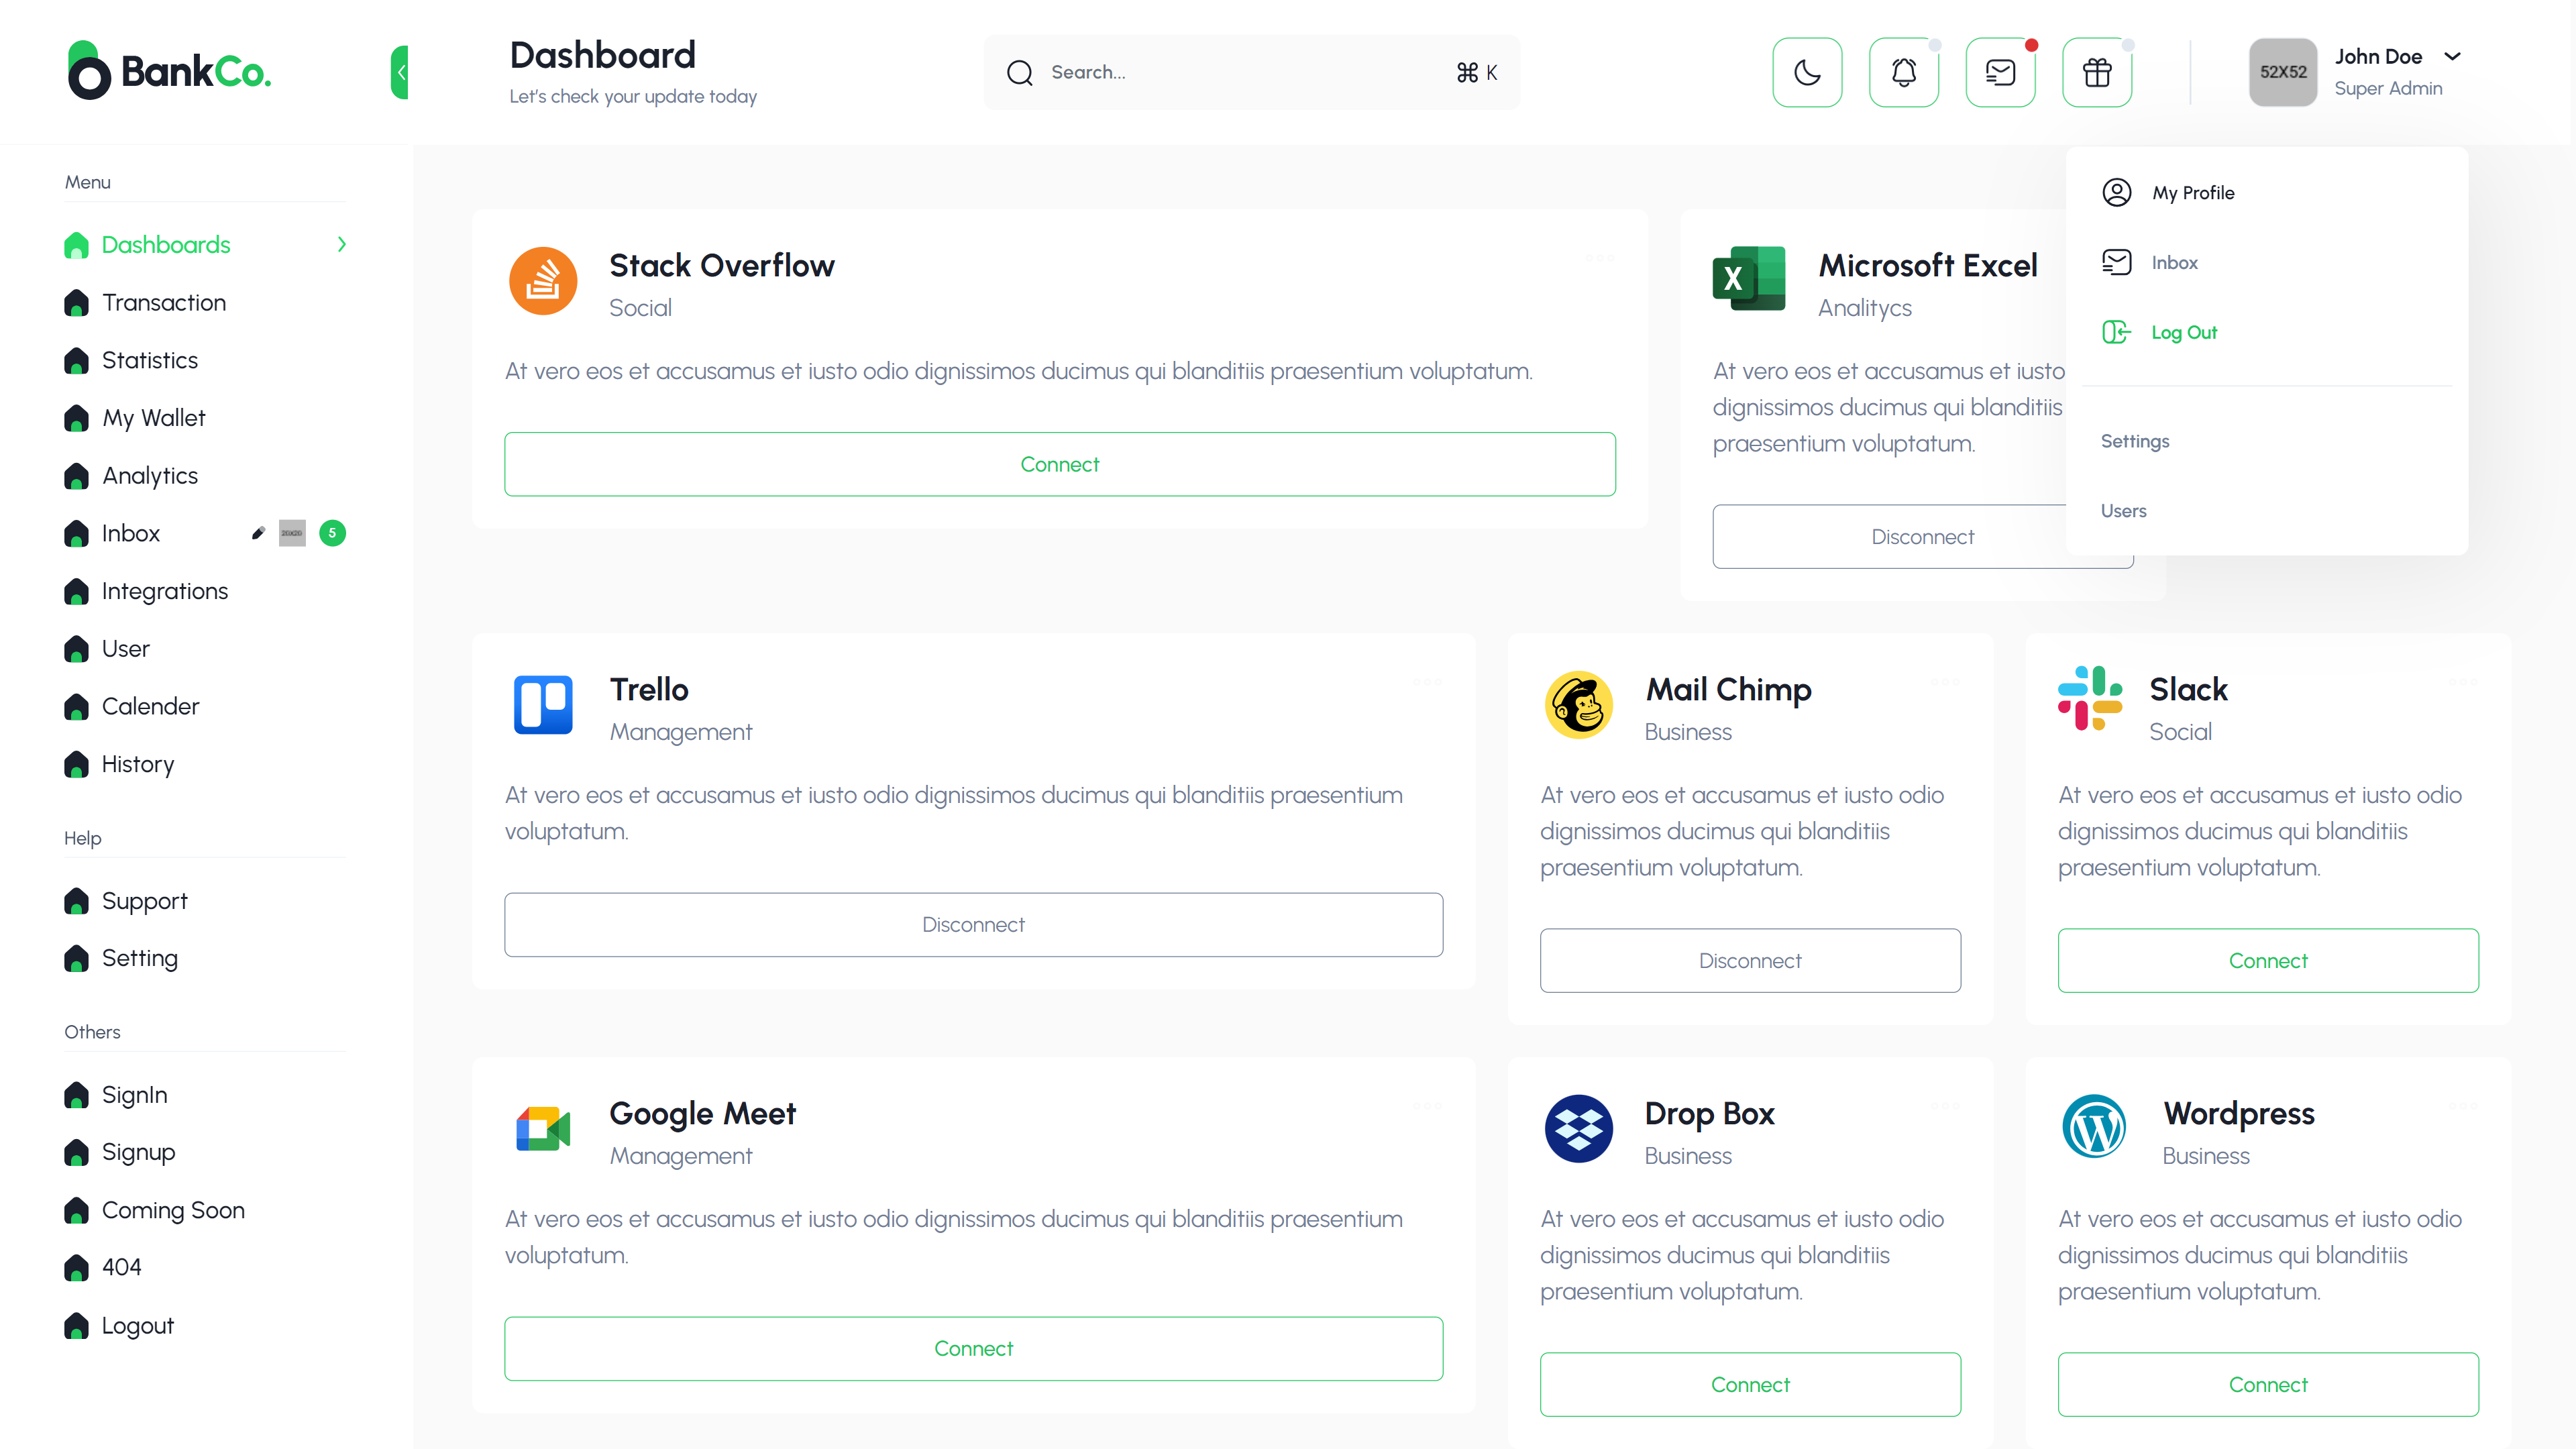 BankCo.
Dashboard
Let's check your update today
Search...
⌘ K
52X52
John Doe
Super Admin
Menu
Dashboards
Transaction
Statistics
My Wallet
Analytics
Inbox
5
Integrations
User
Calender
History
Help
Support
Setting
Others
SignIn
Signup
Coming Soon
404
Logout
My Profile
Inbox
Log Out
Settings
Users
Stack Overflow
Social
At vero eos et accusamus et iusto odio dignissimos ducimus qui blanditiis praesentium voluptatum.
Connect
Microsoft Excel
Analitycs
At vero eos et accusamus et iusto
dignissimos ducimus qui blanditiis
praesentium voluptatum.
Disconnect
Trello
Management
At vero eos et accusamus et iusto odio dignissimos ducimus qui blanditiis praesentium
voluptatum.
Disconnect
Mail Chimp
Business
At vero eos et accusamus et iusto odio
dignissimos ducimus qui blanditiis
praesentium voluptatum.
Disconnect
Slack
Social
At vero eos et accusamus et iusto odio
dignissimos ducimus qui blanditiis
praesentium voluptatum.
Connect
Google Meet
Management
At vero eos et accusamus et iusto odio dignissimos ducimus qui blanditiis praesentium
voluptatum.
Connect
Drop Box
Business
At vero eos et accusamus et iusto odio
dignissimos ducimus qui blanditiis
praesentium voluptatum.
Connect
Wordpress
Business
At vero eos et accusamus et iusto odio
dignissimos ducimus qui blanditiis
praesentium voluptatum.
Connect